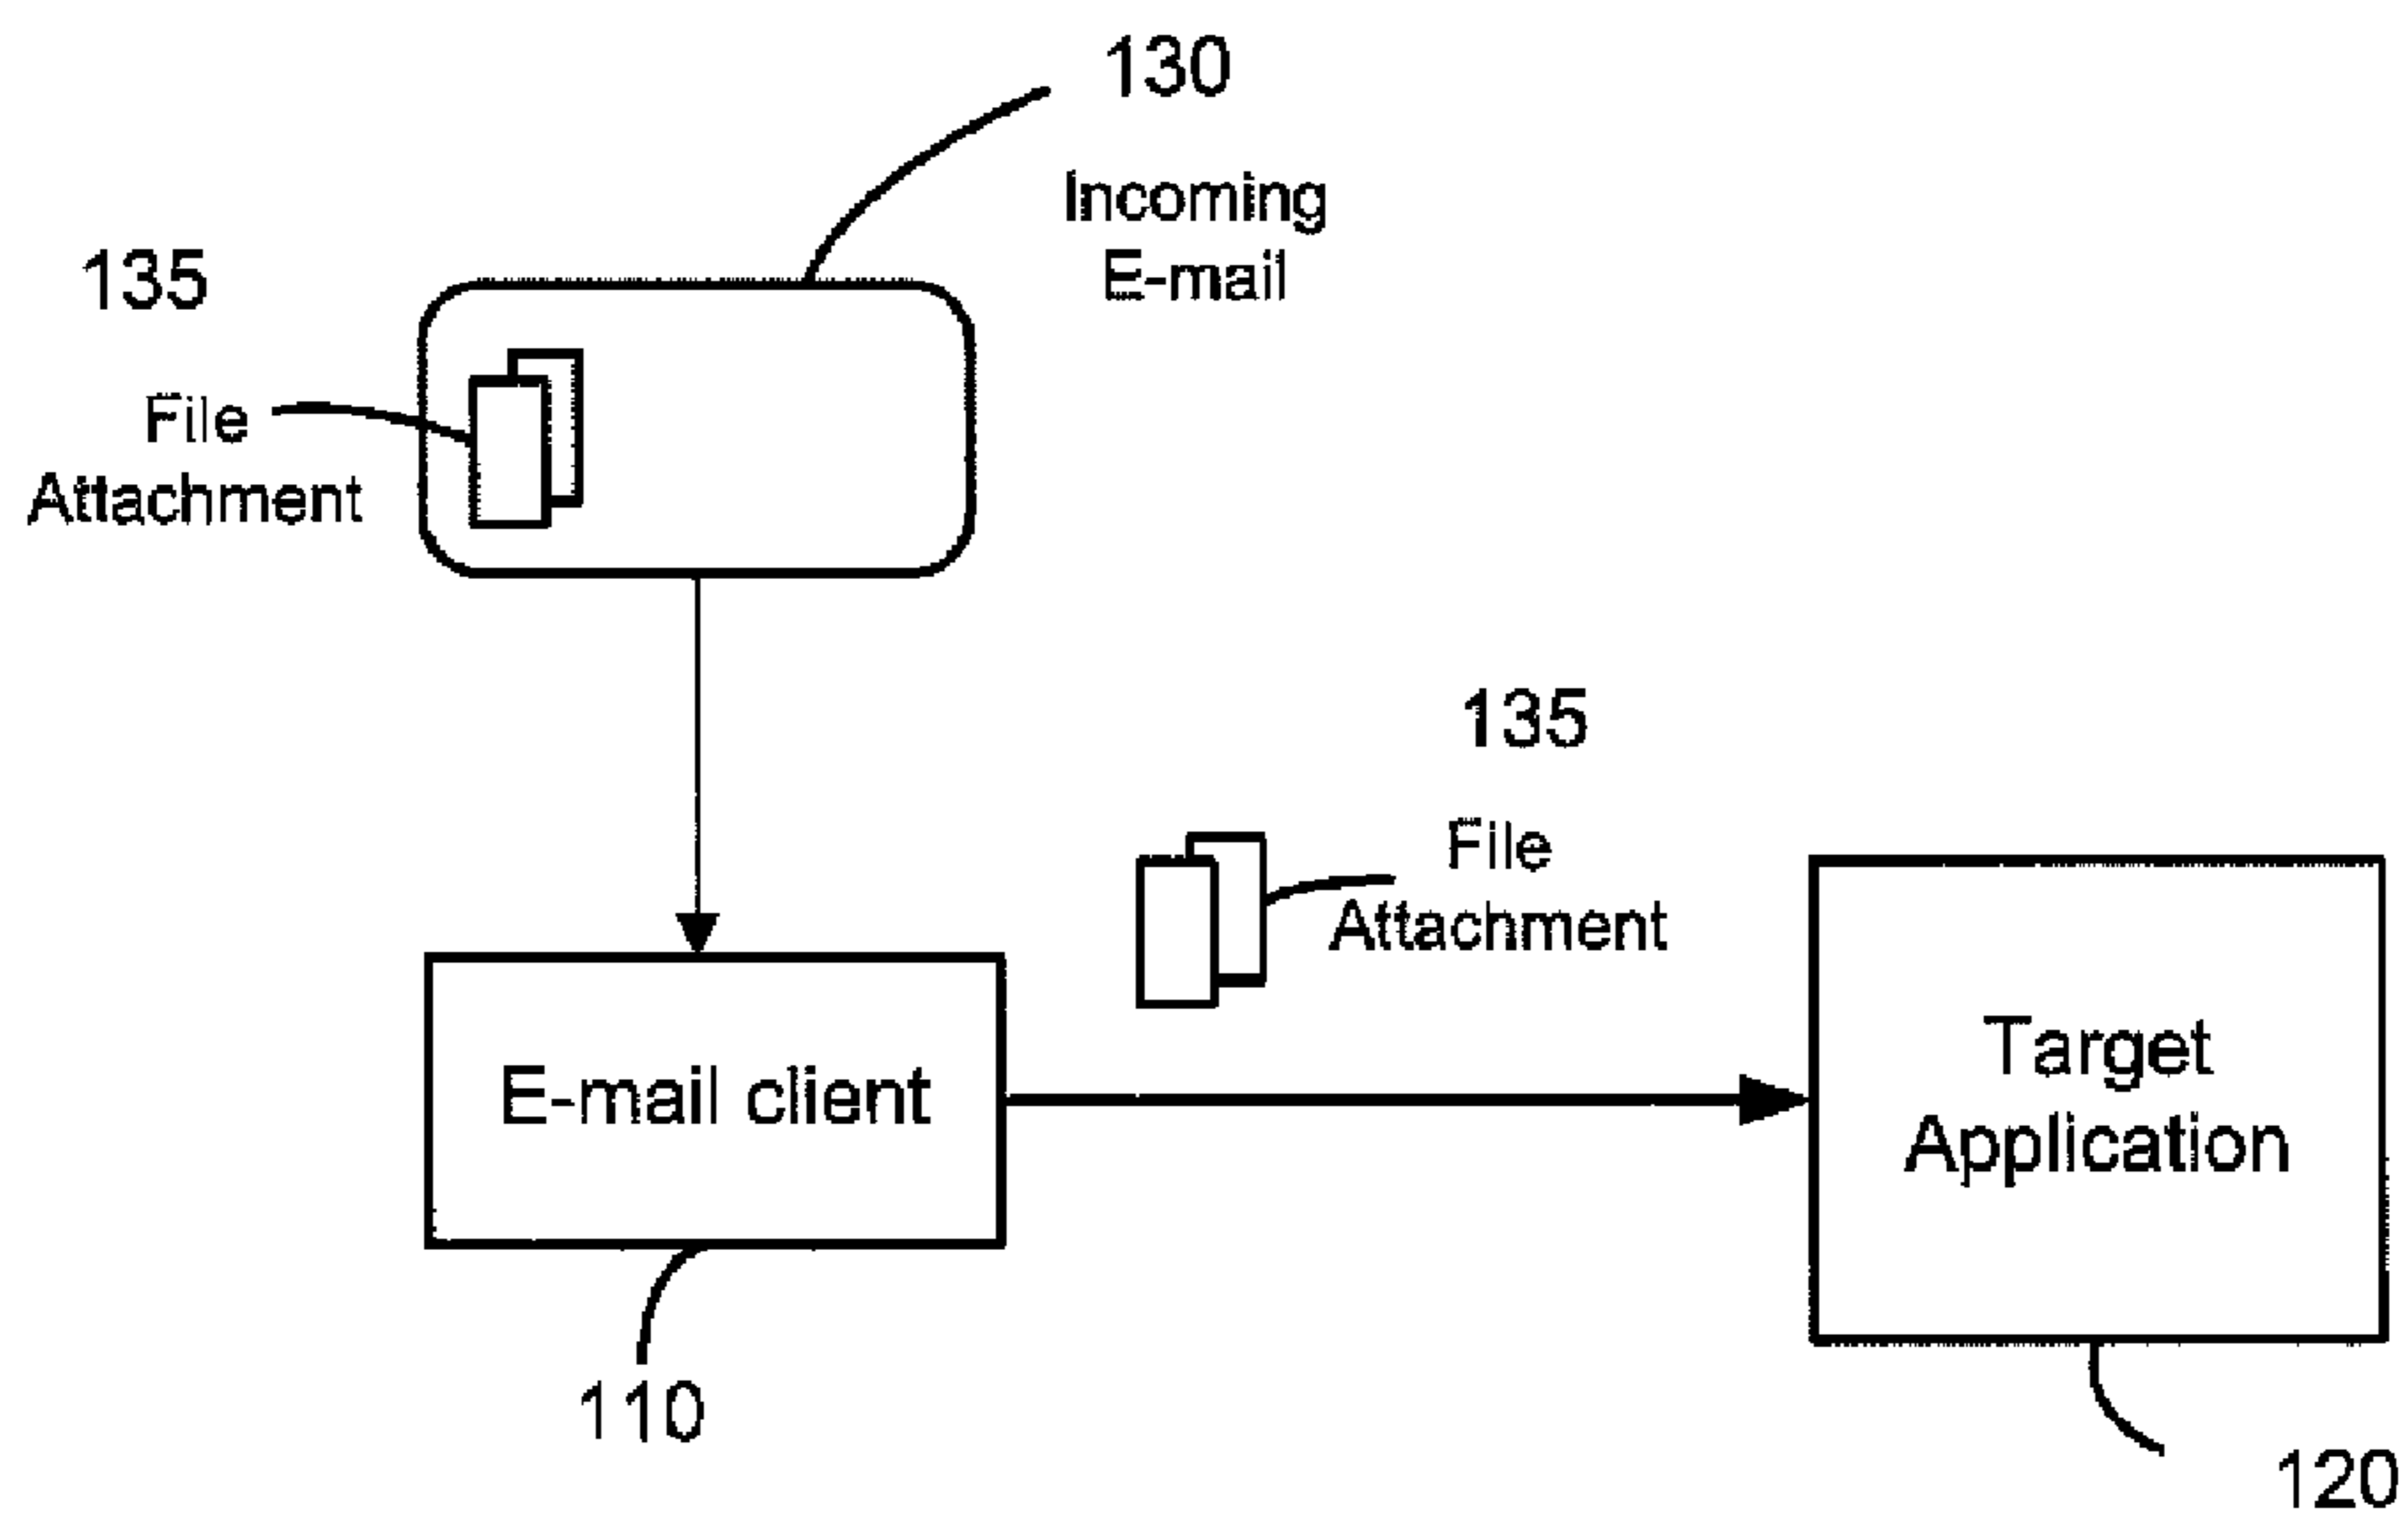 130
Incoming
E-mail
135
File
Attachment
135
File
Attachment
E-mail client
Target
Application
110
120